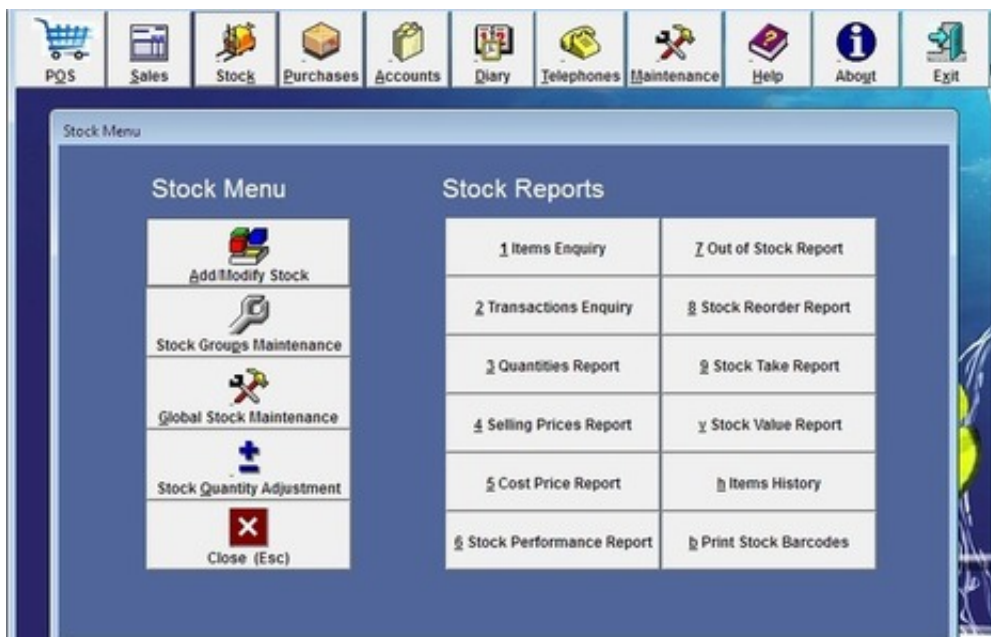 POS Sales Stock Purchases Accounts Diary Telephones Maintenance Help About Exit
Stock Menu
Stock Menu
Add/Modify Stock
Stock Groups Maintenance
Global Stock Maintenance
Stock Quantity Adjustment
Close (Esc)
Stock Reports
1 Items Enquiry
2 Transactions Enquiry
3 Quantities Report
4 Selling Prices Report
5 Cost Price Report
6 Stock Performance Report
7 Out of Stock Report
8 Stock Reorder Report
9 Stock Take Report
v Stock Value Report
h Items History
b Print Stock Barcodes